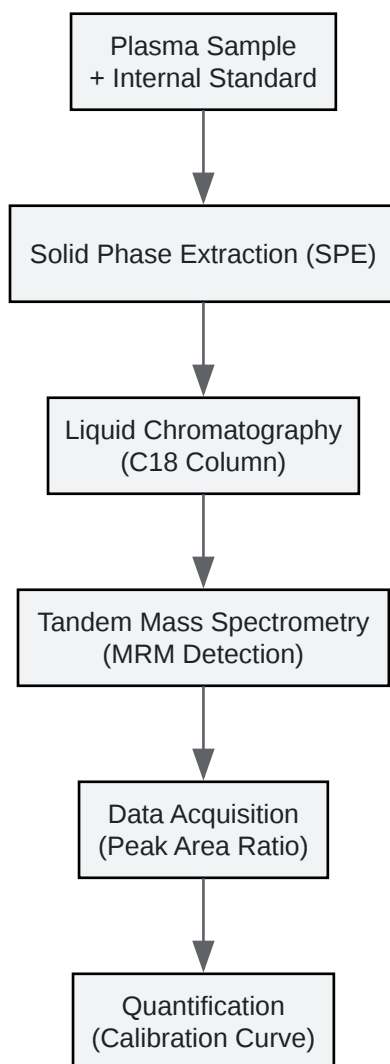 Plasma Sample
+ Internal Standard
Solid Phase Extraction (SPE)
Liquid Chromatography
(C18 Column)
Tandem Mass Spectrometry
(MRM Detection)
Data Acquisition
(Peak Area Ratio)
Quantification
(Calibration Curve)